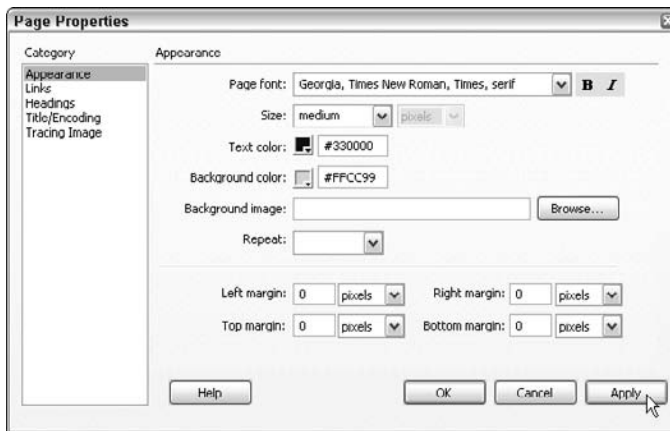 Page Properties
Category
Appearance
Links
Headings
Title/Encoding
Tracing Image
Appearance
Page font: Georgia, Times New Roman, Times, serif B I
Size: medium pixels
Text color: #330000
Background color: #FFCC99
Background image: Browse...
Repeat:
Left margin: 0 pixels Right margin: 0 pixels
Top margin: 0 pixels Bottom margin: 0 pixels
Help OK Cancel Apply